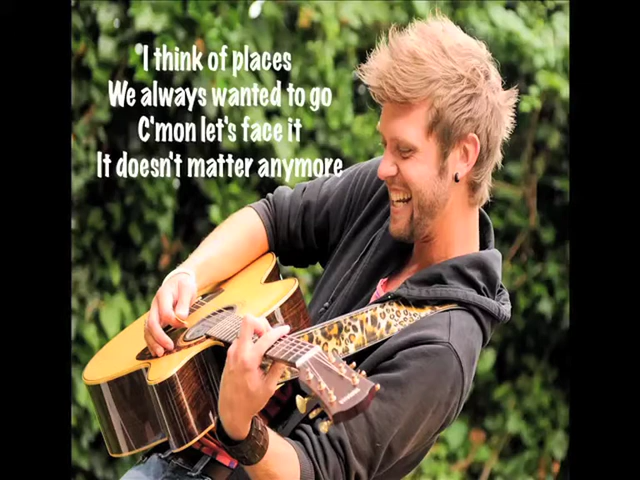 I think of places
We always wanted to go
C'mon let's face it
It doesn't matter anymore